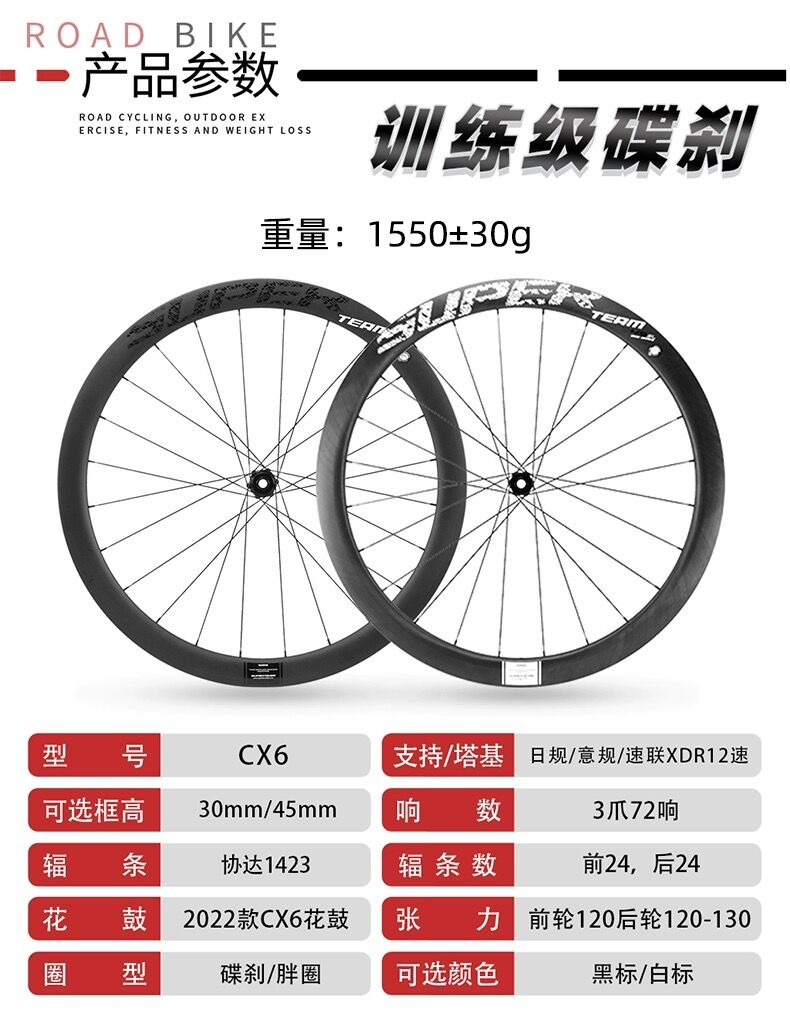 ROAD BIKE
产品参数
ROAD CYCLING, OUTDOOR EX
ERCISE, FITNESS AND WEIGHT LOSS
训练级碟刹
重量：1550±30g
SUPER
TEAM
SUPER
TEAM
型 号 CX6
支持/塔基 日规/意规/速联XDR12速
可选框高 30mm/45mm
响 数 3爪72响
辐 条 协达1423
辐条数 前24，后24
花 鼓 2022款CX6花鼓
张 力 前轮120后轮120-130
圈 型 碟刹/胖圈
可选颜色 黑标/白标